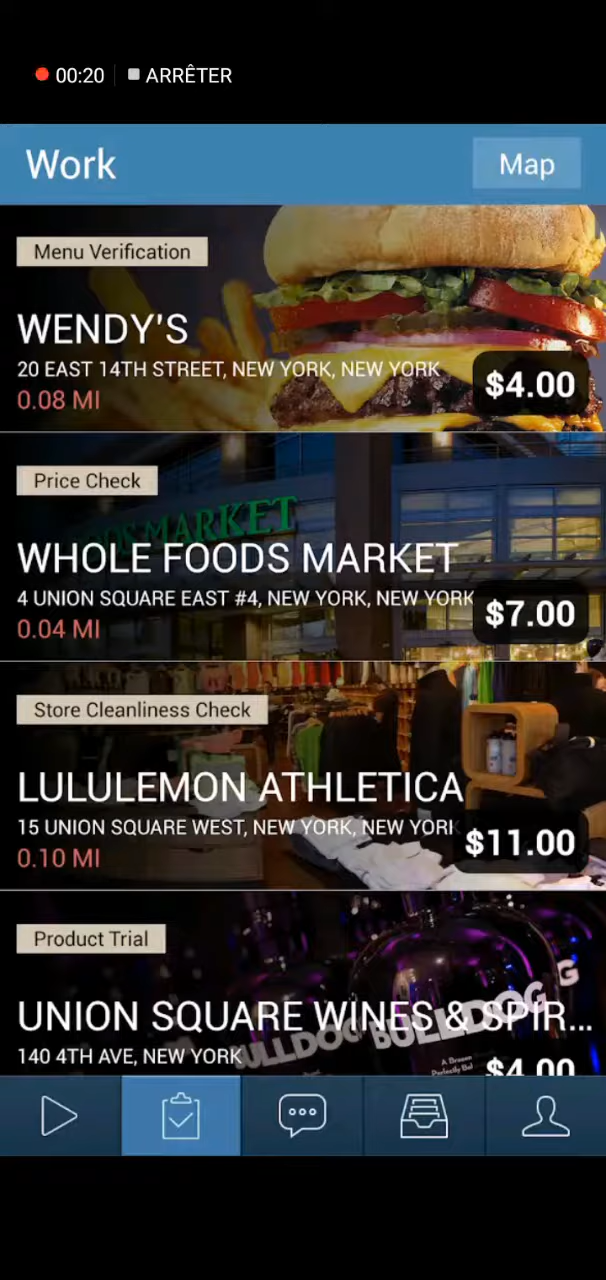 00:20 ARRÊTER
Work
Map
Menu Verification
WENDY'S
20 EAST 14TH STREET, NEW YORK, NEW YORK
0.08 MI
$4.00
Price Check
MARKET
WHOLE FOODS MARKET
4 UNION SQUARE EAST #4, NEW YORK, NEW YORK
0.04 MI
$7.00
Store Cleanliness Check
LULULEMON ATHLETICA
15 UNION SQUARE WEST, NEW YORK, NEW YORK
0.10 MI
$11.00
Product Trial
UNION SQUARE WINES & SPIR...
BULLDOG
140 4TH AVE, NEW YORK
$4.00